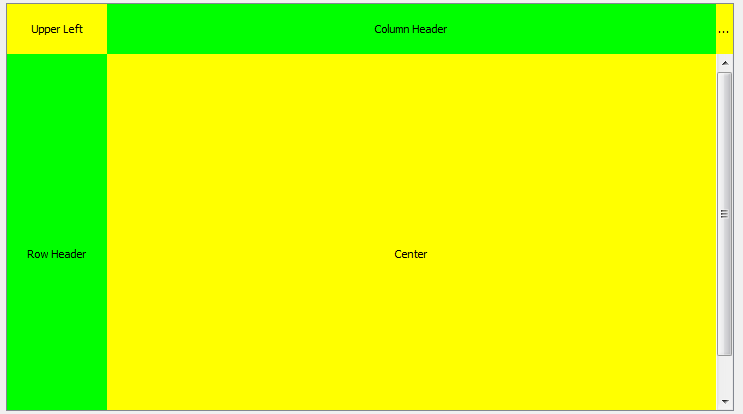 Upper Left
Column Header
...
Row Header
Center